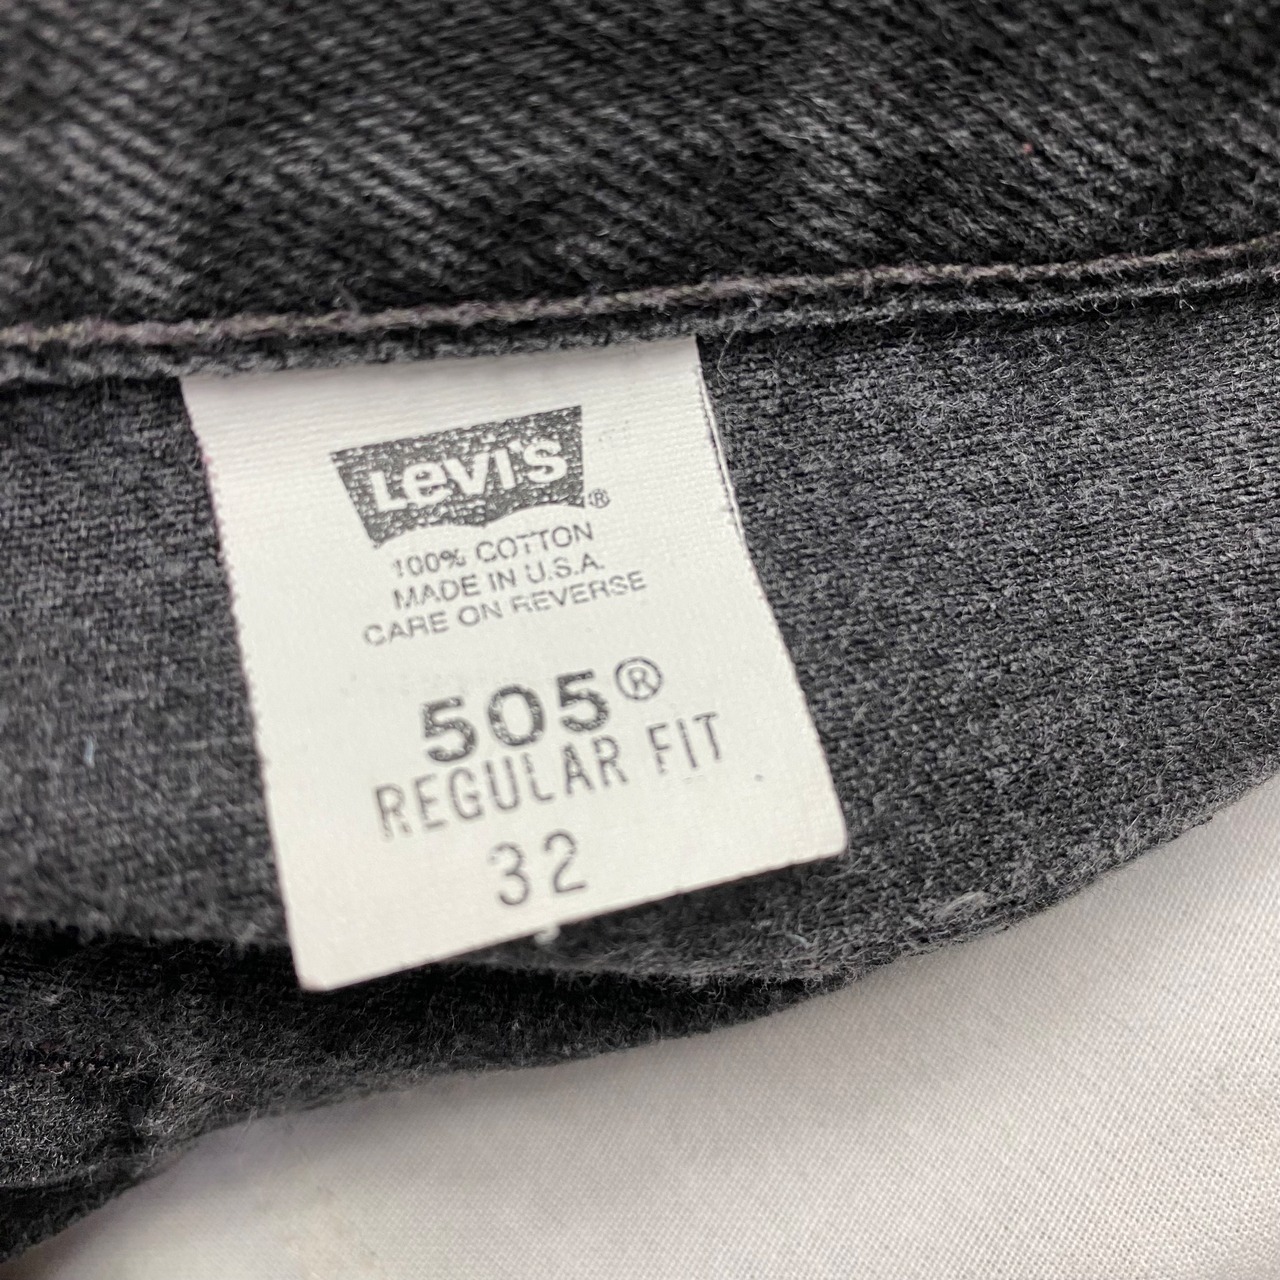 Levi's®
100% COTTON
MADE IN U.S.A.
CARE ON REVERSE
505®
REGULAR FIT
32